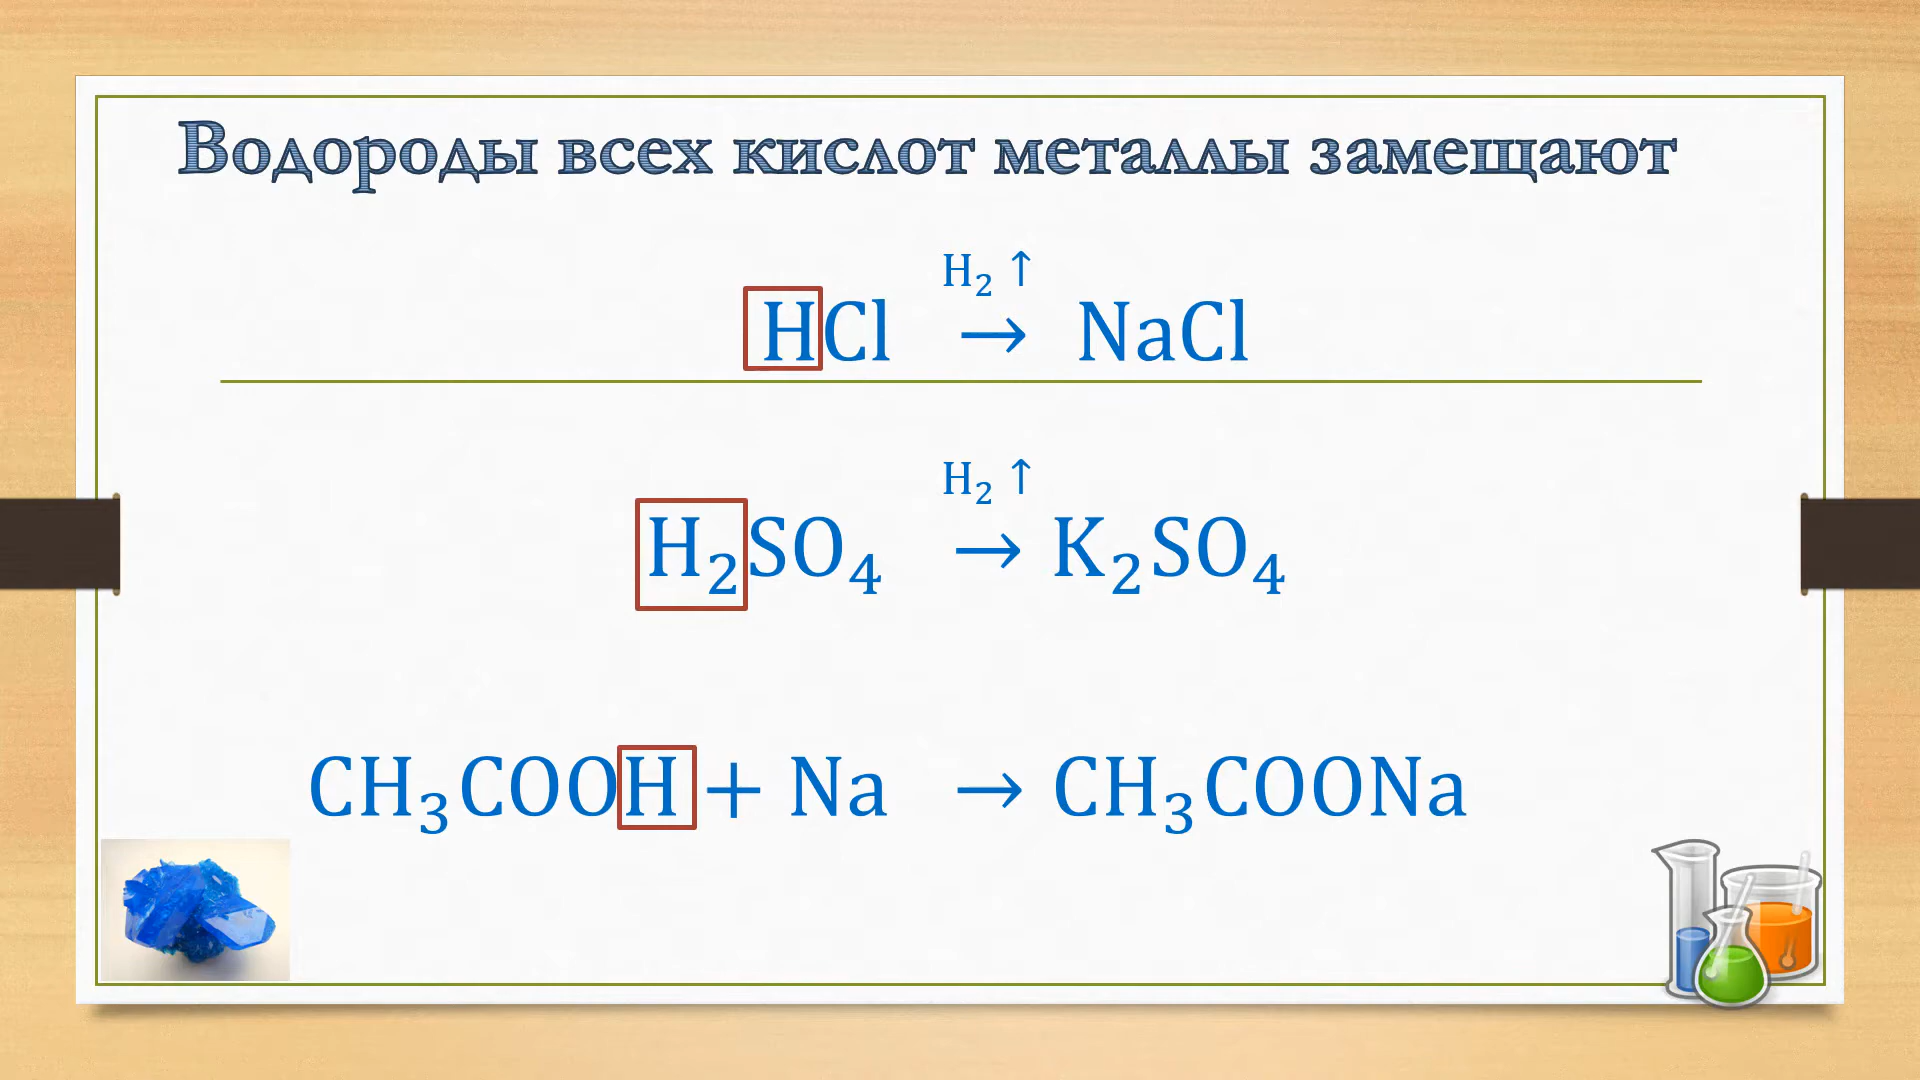 Водороды всех кислот металлы замещают
H₂ ↑
HCl → NaCl
H₂ ↑
H₂SO₄ → K₂SO₄
CH₃COOH + Na → CH₃COONa